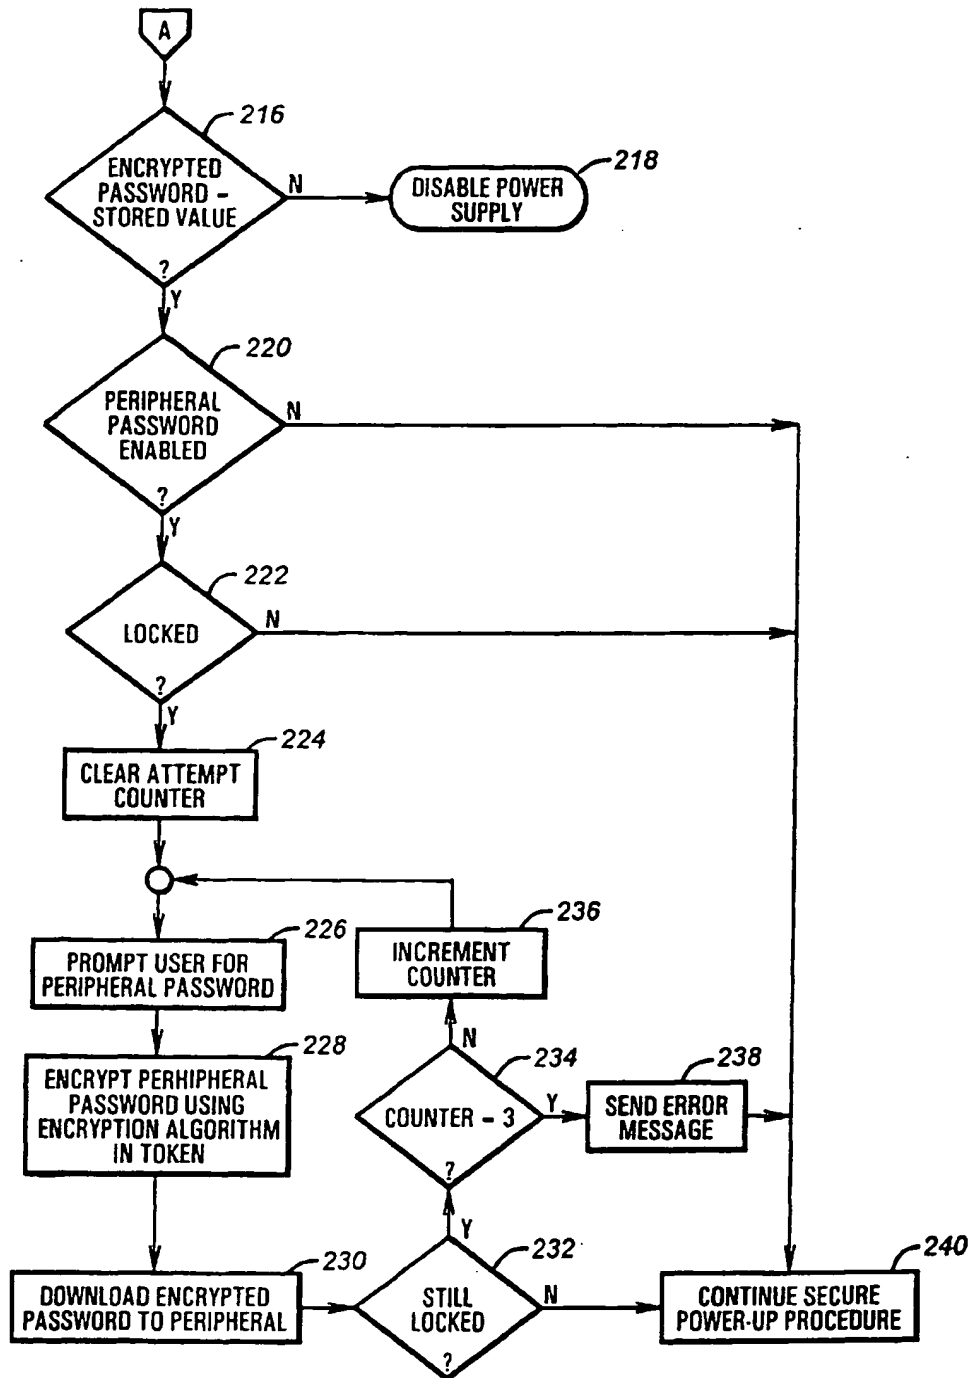 A
216
ENCRYPTED
PASSWORD –
STORED VALUE
?
N
DISABLE POWER
SUPPLY
218
Y
220
PERIPHERAL
PASSWORD
ENABLED
?
N
Y
222
LOCKED
?
N
Y
224
CLEAR ATTEMPT
COUNTER
226
PROMPT USER FOR
PERIPHERAL PASSWORD
236
INCREMENT
COUNTER
228
ENCRYPT PERHIPHERAL
PASSWORD USING
ENCRYPTION ALGORITHM
IN TOKEN
N
234
COUNTER – 3
?
Y
238
SEND ERROR
MESSAGE
230
DOWNLOAD ENCRYPTED
PASSWORD TO PERIPHERAL
Y
232
STILL
LOCKED
?
N
240
CONTINUE SECURE
POWER-UP PROCEDURE